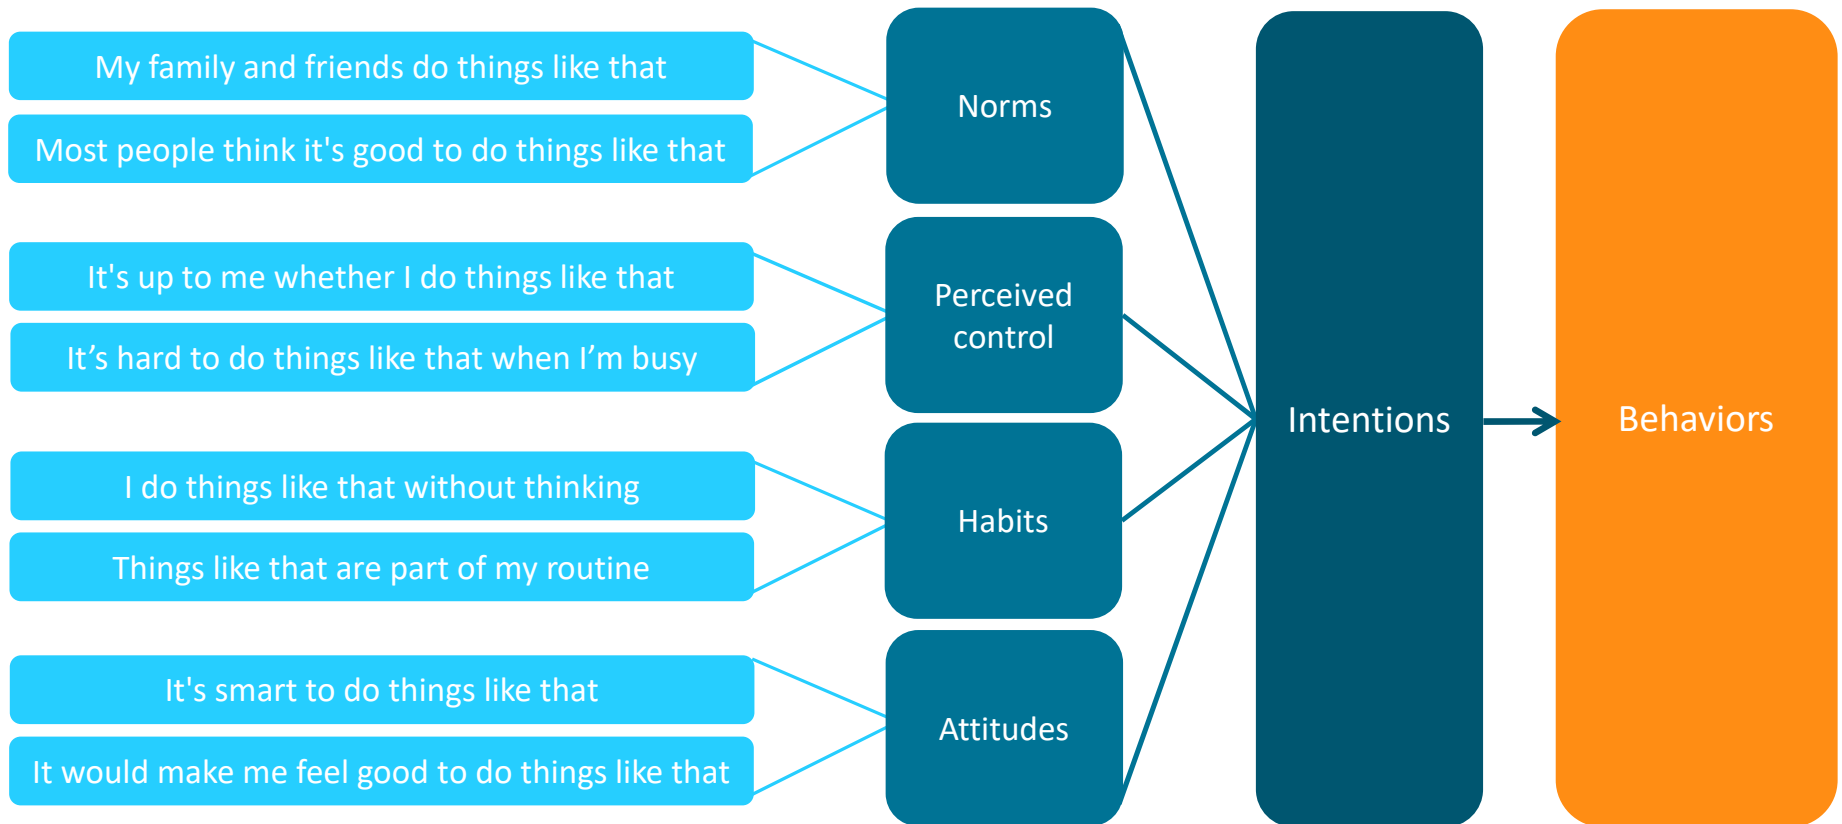 My family and friends do things like that
Most people think it's good to do things like that
Norms
It's up to me whether I do things like that
It’s hard to do things like that when I’m busy
Perceived
control
I do things like that without thinking
Things like that are part of my routine
Habits
It's smart to do things like that
It would make me feel good to do things like that
Attitudes
Intentions
Behaviors